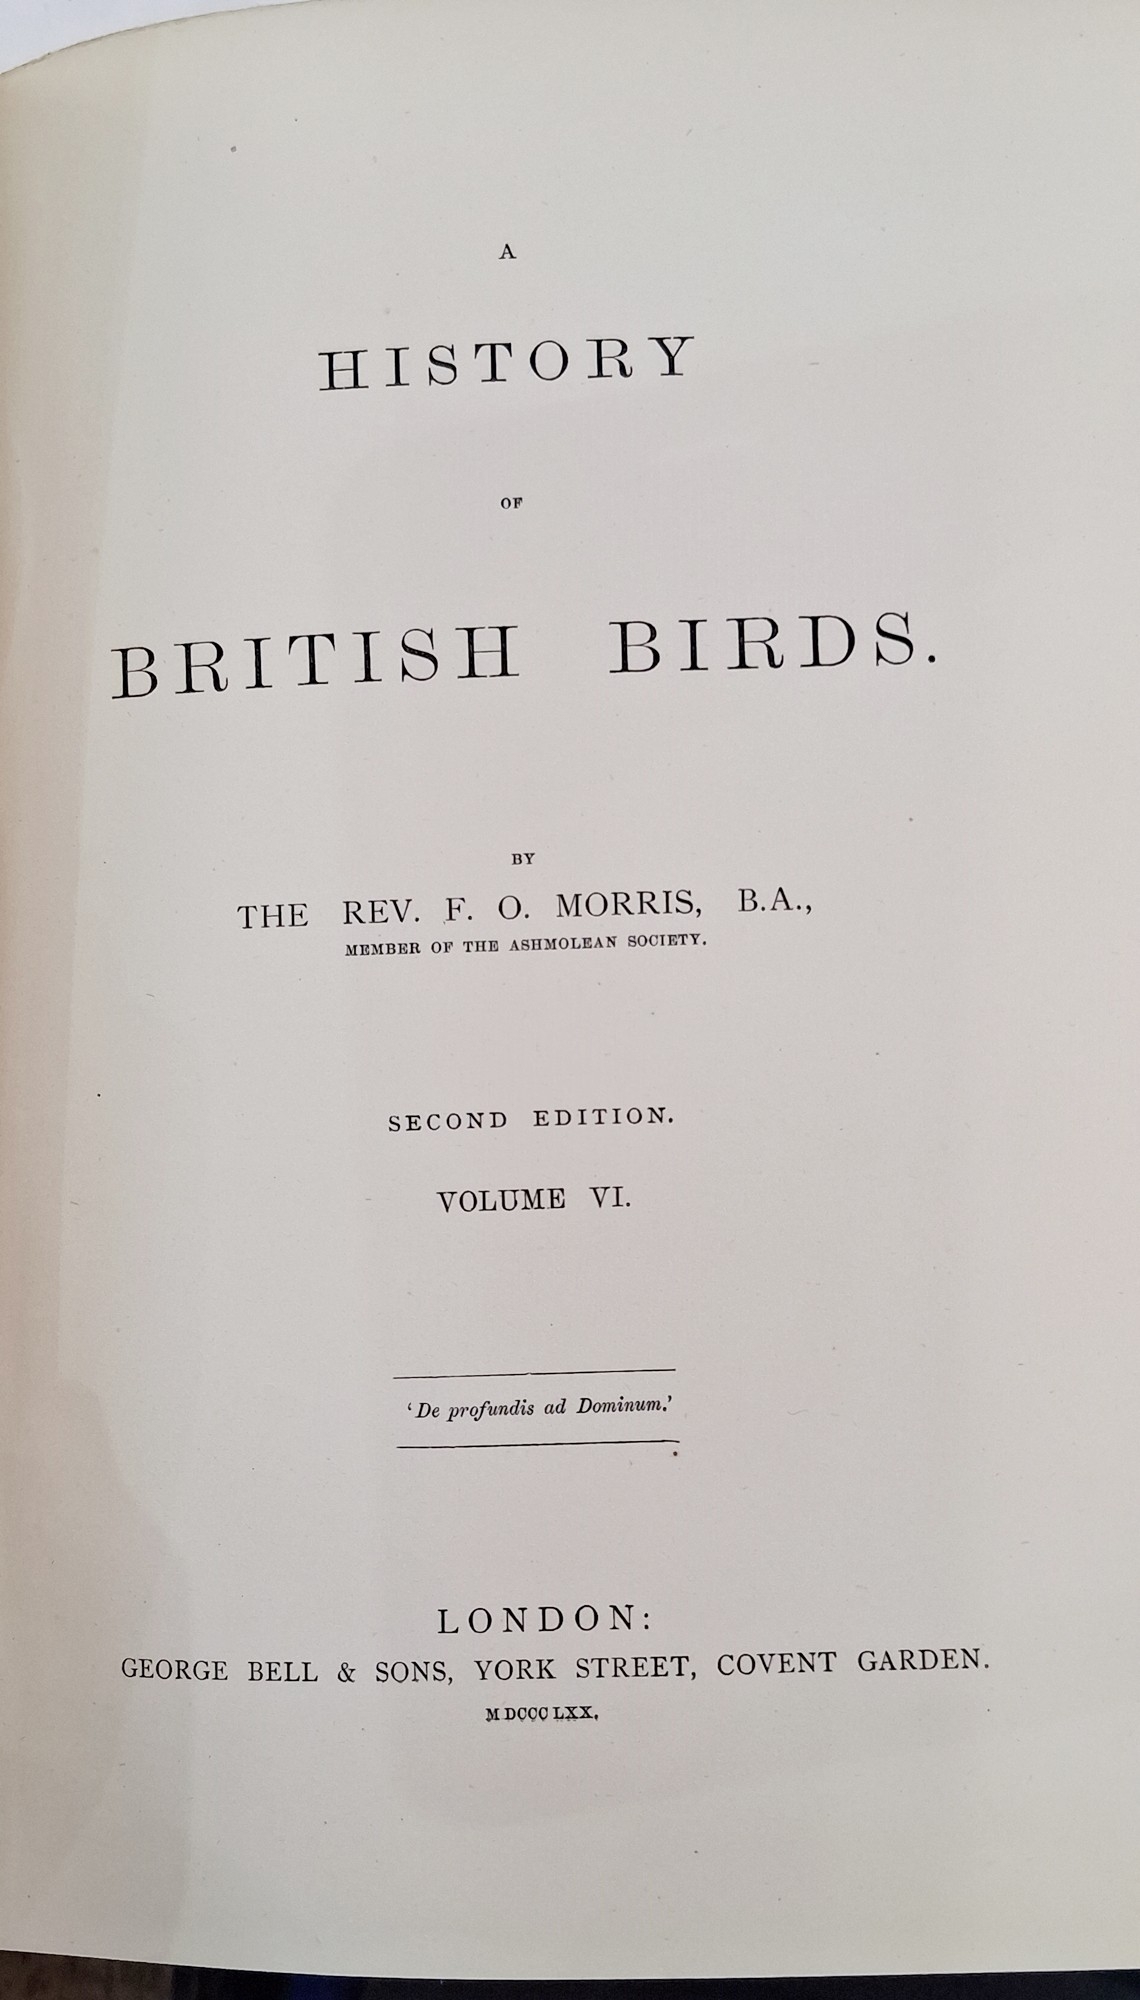 A
HISTORY
OF
BRITISH BIRDS.
BY
THE REV. F. O. MORRIS, B.A.,
MEMBER OF THE ASHMOLEAN SOCIETY.
SECOND EDITION.
VOLUME VI.
‘De profundis ad Dominum.’
LONDON:
GEORGE BELL & SONS, YORK STREET, COVENT GARDEN.
MDCCCLXX.